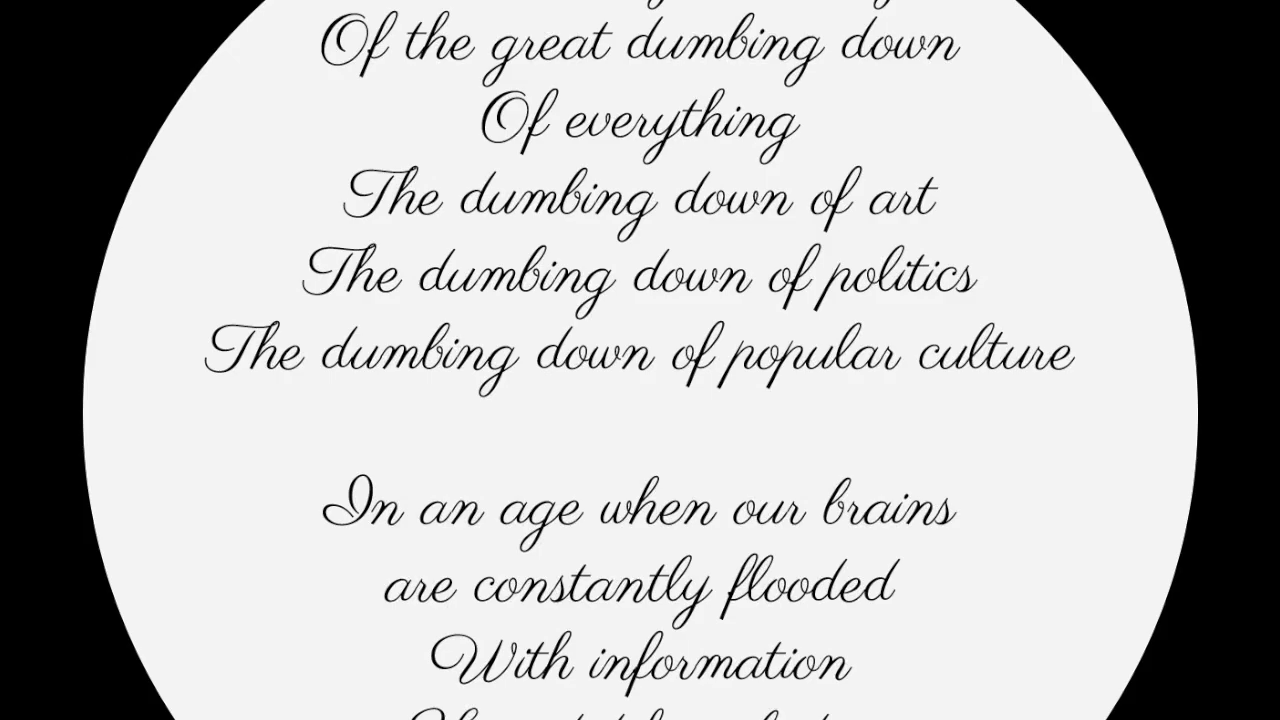 Of the great dumbing down
Of everything
The dumbing down of art
The dumbing down of politics
The dumbing down of popular culture
In an age when our brains
are constantly flooded
With information